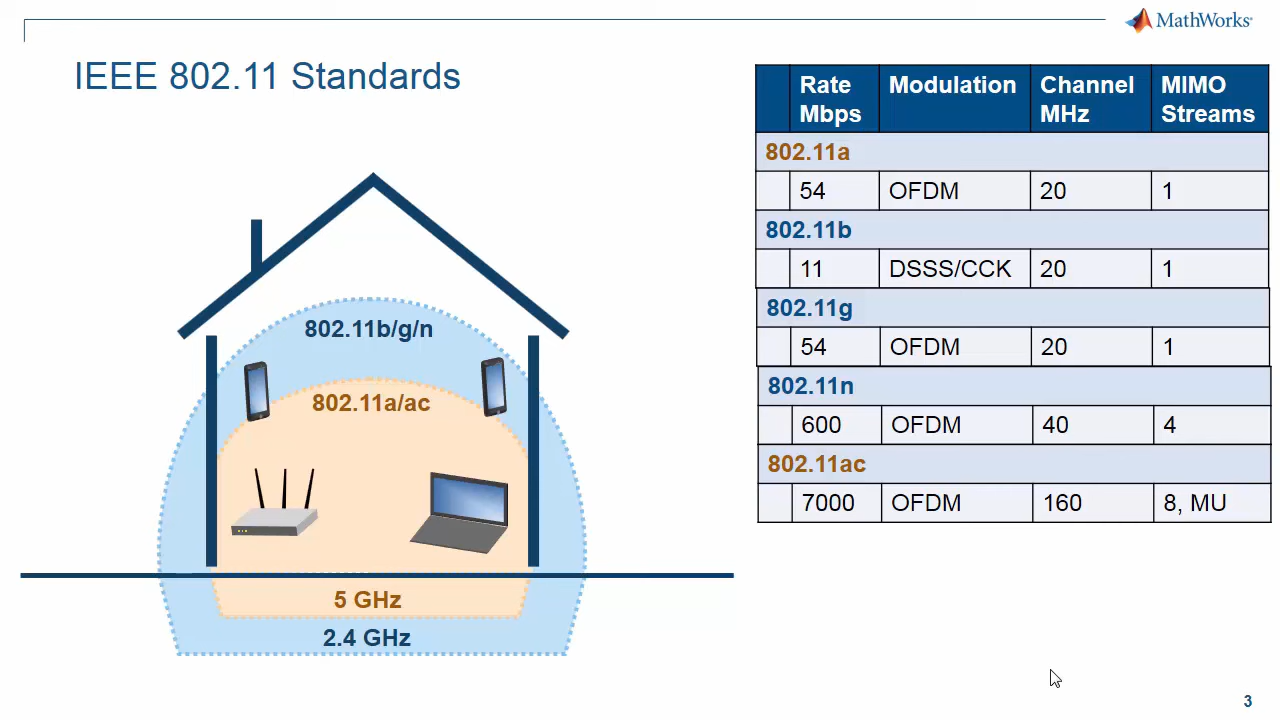 MathWorks
IEEE 802.11 Standards
802.11b/g/n
802.11a/ac
5 GHz
2.4 GHz
Rate Mbps Modulation Channel MHz MIMO Streams
802.11a
54 OFDM 20 1
802.11b
11 DSSS/CCK 20 1
802.11g
54 OFDM 20 1
802.11n
600 OFDM 40 4
802.11ac
7000 OFDM 160 8, MU
3